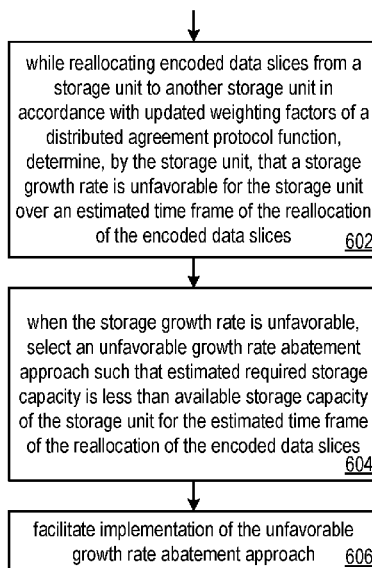 while reallocating encoded data slices from a
storage unit to another storage unit in
accordance with updated weighting factors of a
distributed agreement protocol function,
determine, by the storage unit, that a storage
growth rate is unfavorable for the storage unit
over an estimated time frame of the reallocation
of the encoded data slices 602
when the storage growth rate is unfavorable,
select an unfavorable growth rate abatement
approach such that estimated required storage
capacity is less than available storage capacity
of the storage unit for the estimated time frame
of the reallocation of the encoded data slices
604
facilitate implementation of the unfavorable
growth rate abatement approach 606